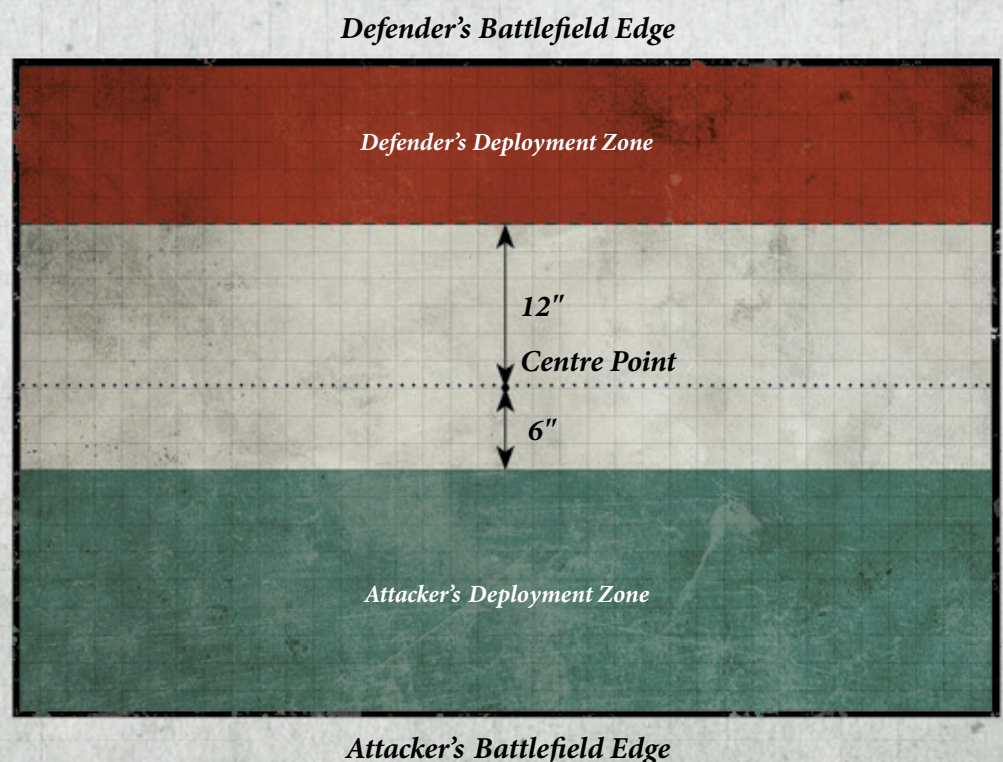 Defender's Battlefield Edge
Defender's Deployment Zone
12"
Centre Point
6"
Attacker's Deployment Zone
Attacker's Battlefield Edge